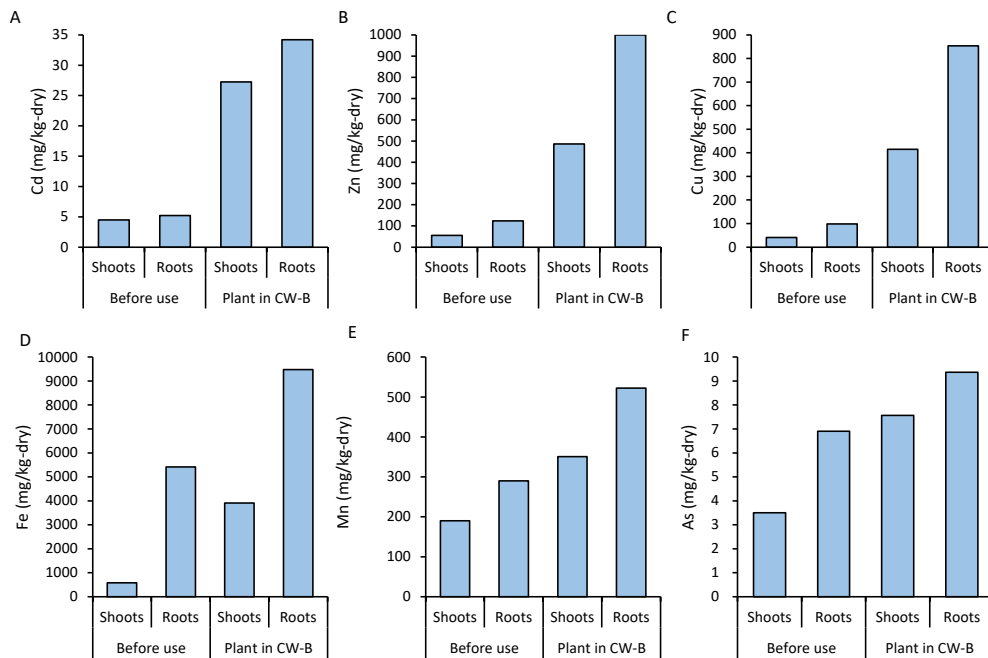 A
Cd (mg/kg-dry)
35
30
25
20
15
10
5
0
Shoots Roots Shoots Roots
Before use Plant in CW-B
B
Zn (mg/kg-dry)
1000
900
800
700
600
500
400
300
200
100
0
Shoots Roots Shoots Roots
Before use Plant in CW-B
C
Cu (mg/kg-dry)
900
800
700
600
500
400
300
200
100
0
Shoots Roots Shoots Roots
Before use Plant in CW-B
D
Fe (mg/kg-dry)
10000
9000
8000
7000
6000
5000
4000
3000
2000
1000
0
Shoots Roots Shoots Roots
Before use Plant in CW-B
E
Mn (mg/kg-dry)
600
500
400
300
200
100
0
Shoots Roots Shoots Roots
Before use Plant in CW-B
F
As (mg/kg-dry)
10
9
8
7
6
5
4
3
2
1
0
Shoots Roots Shoots Roots
Before use Plant in CW-B